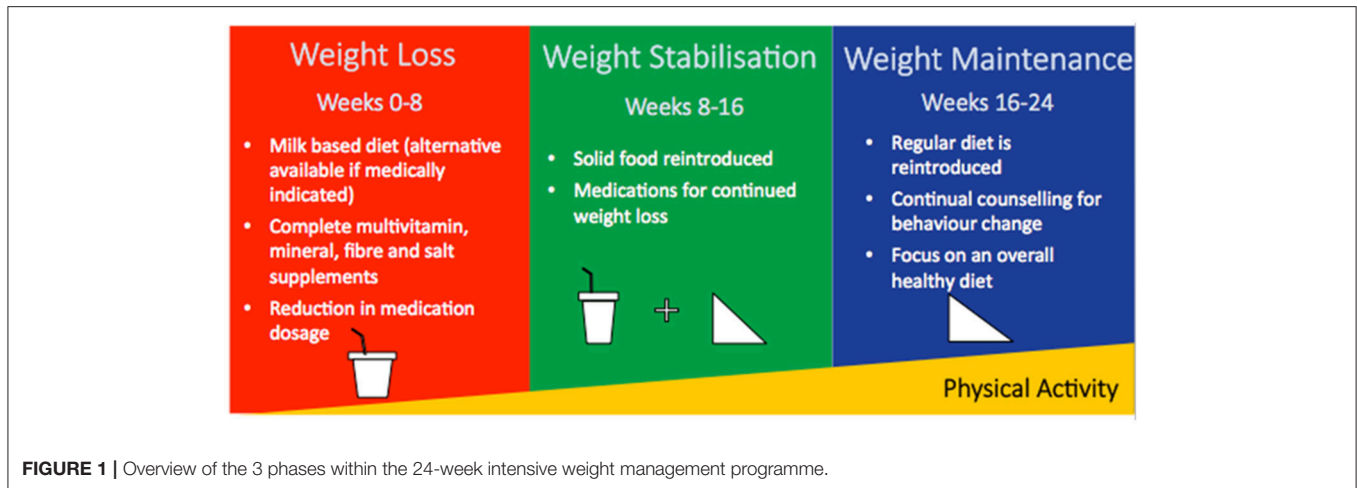 Weight Loss
Weeks 0-8
• Milk based diet (alternative
available if medically
indicated)
• Complete multivitamin,
mineral, fibre and salt
supplements
• Reduction in medication
dosage
Weight Stabilisation
Weeks 8-16
• Solid food reintroduced
• Medications for continued
weight loss
+
Weight Maintenance
Weeks 16-24
• Regular diet is
reintroduced
• Continual counselling for
behaviour change
• Focus on an overall
healthy diet
Physical Activity
FIGURE 1 | Overview of the 3 phases within the 24-week intensive weight management programme.